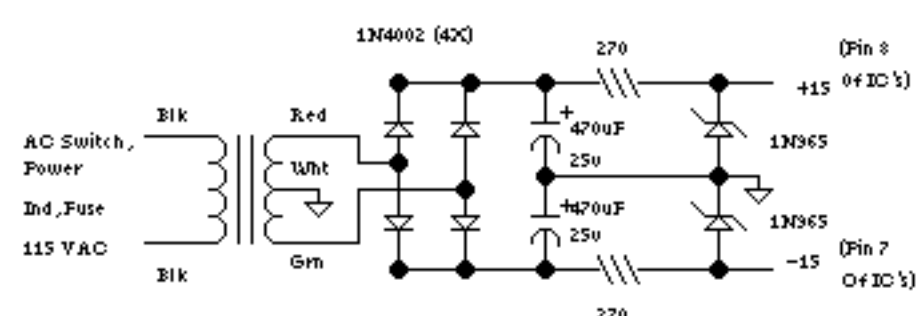 1N4002 (4X)
270
(Pin 8
Of IC's)
+15
Blk
Red
AC Switch,
Power
Wht
+
470uF
25v
1N965
Ind,Fuse
+470uF
25v
1N965
115 VAC
Grn
-15
(Pin 7
Of IC's)
Blk
270